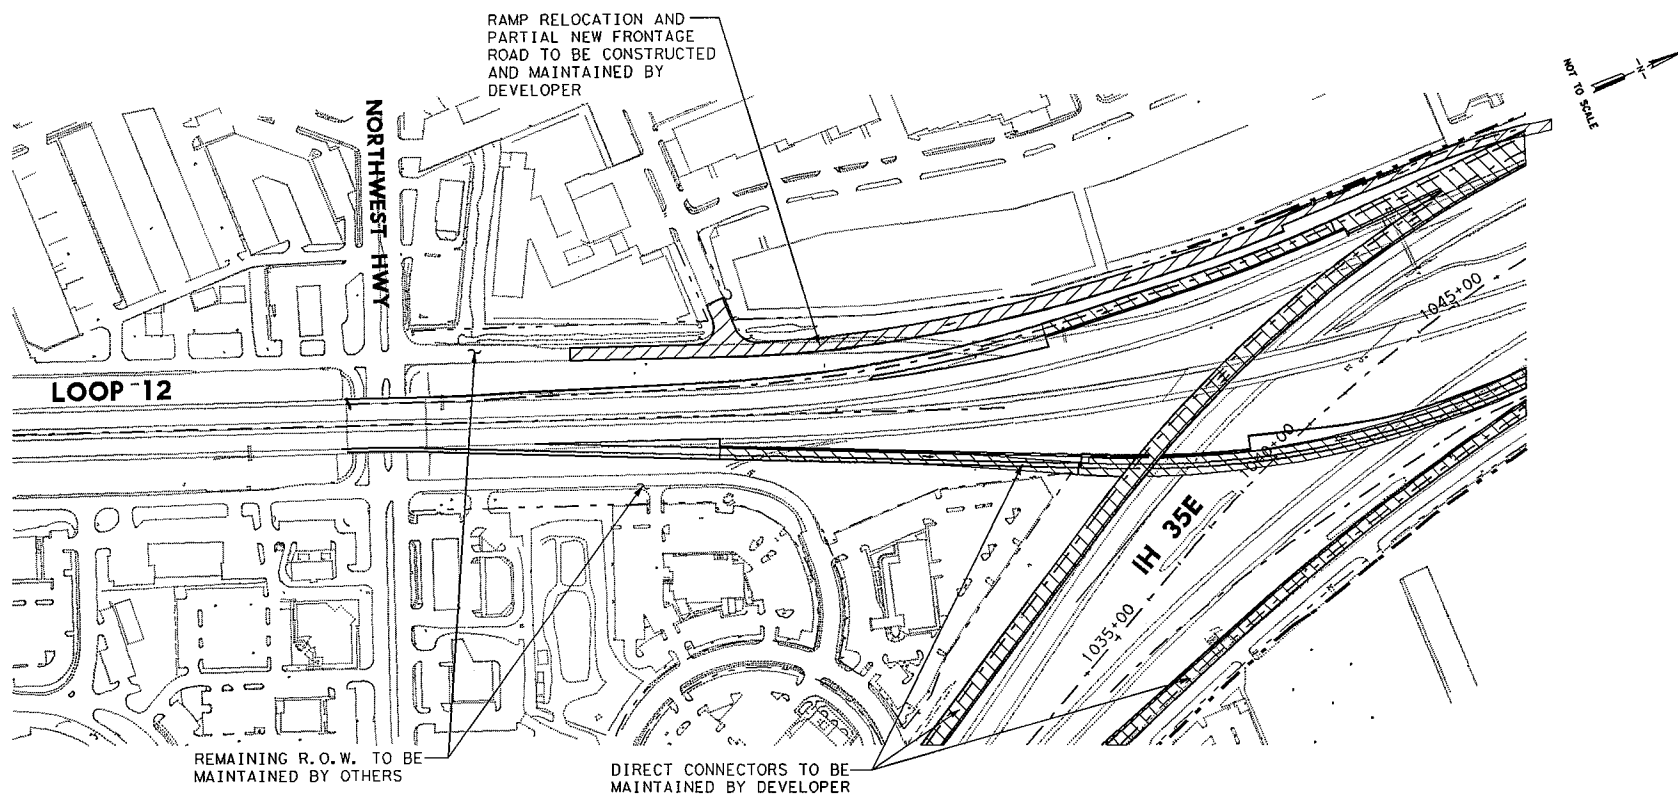 RAMP RELOCATION AND
PARTIAL NEW FRONTAGE
ROAD TO BE CONSTRUCTED
AND MAINTAINED BY
DEVELOPER
NOT TO SCALE
N
NORTHWEST HWY
LOOP 12
1045+00
1040+00
IH 35E
1035+00
REMAINING R.O.W. TO BE
MAINTAINED BY OTHERS
DIRECT CONNECTORS TO BE
MAINTAINED BY DEVELOPER